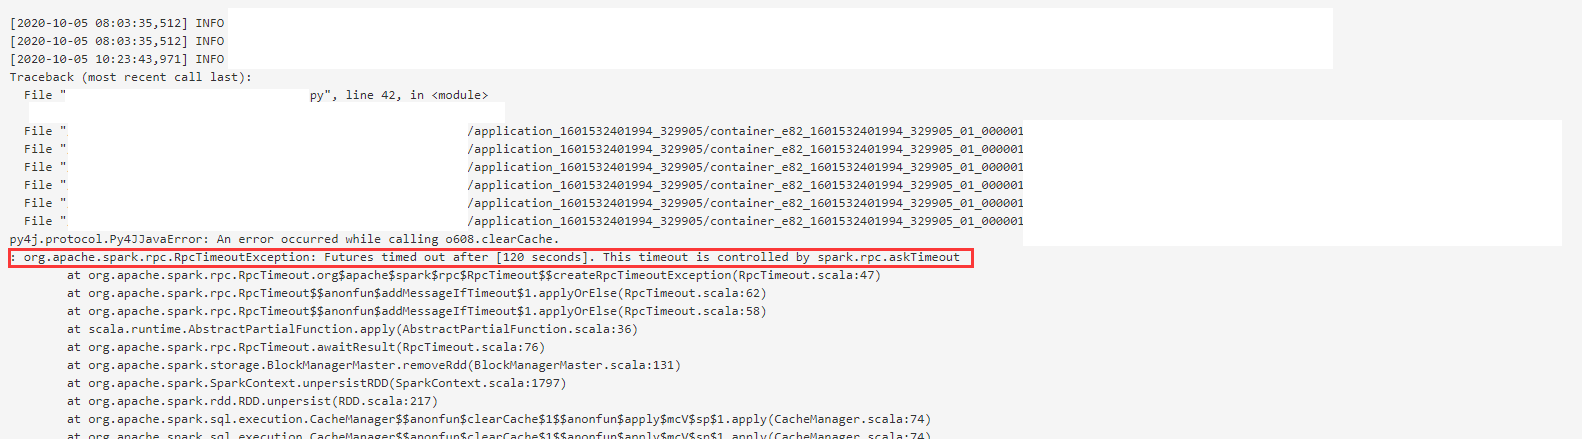 [2020-10-05 08:03:35,512] INFO
[2020-10-05 08:03:35,512] INFO
[2020-10-05 10:23:43,971] INFO
Traceback (most recent call last):
File " py", line 42, in <module>
File " /application_1601532401994_329905/container_e82_1601532401994_329905_01_000001
File " /application_1601532401994_329905/container_e82_1601532401994_329905_01_000001
File " /application_1601532401994_329905/container_e82_1601532401994_329905_01_000001
File " /application_1601532401994_329905/container_e82_1601532401994_329905_01_000001
File " /application_1601532401994_329905/container_e82_1601532401994_329905_01_000001
File " /application_1601532401994_329905/container_e82_1601532401994_329905_01_000001
py4j.protocol.Py4JJavaError: An error occurred while calling o608.clearCache.
: org.apache.spark.rpc.RpcTimeoutException: Futures timed out after [120 seconds]. This timeout is controlled by spark.rpc.askTimeout
at org.apache.spark.rpc.RpcTimeout.org$apache$spark$rpc$RpcTimeout$$createRpcTimeoutException(RpcTimeout.scala:47)
at org.apache.spark.rpc.RpcTimeout$$anonfun$addMessageIfTimeout$1.applyOrElse(RpcTimeout.scala:62)
at org.apache.spark.rpc.RpcTimeout$$anonfun$addMessageIfTimeout$1.applyOrElse(RpcTimeout.scala:58)
at scala.runtime.AbstractPartialFunction.apply(AbstractPartialFunction.scala:36)
at org.apache.spark.rpc.RpcTimeout.awaitResult(RpcTimeout.scala:76)
at org.apache.spark.storage.BlockManagerMaster.removeRdd(BlockManagerMaster.scala:131)
at org.apache.spark.SparkContext.unpersistRDD(SparkContext.scala:1797)
at org.apache.spark.rdd.RDD.unpersist(RDD.scala:217)
at org.apache.spark.sql.execution.CacheManager$$anonfun$clearCache$1$$anonfun$apply$mcV$sp$1.apply(CacheManager.scala:74)
at org.apache.spark.sql.execution.CacheManager$$anonfun$clearCache$1$$anonfun$apply$mcV$sp$1.apply(CacheManager.scala:74)